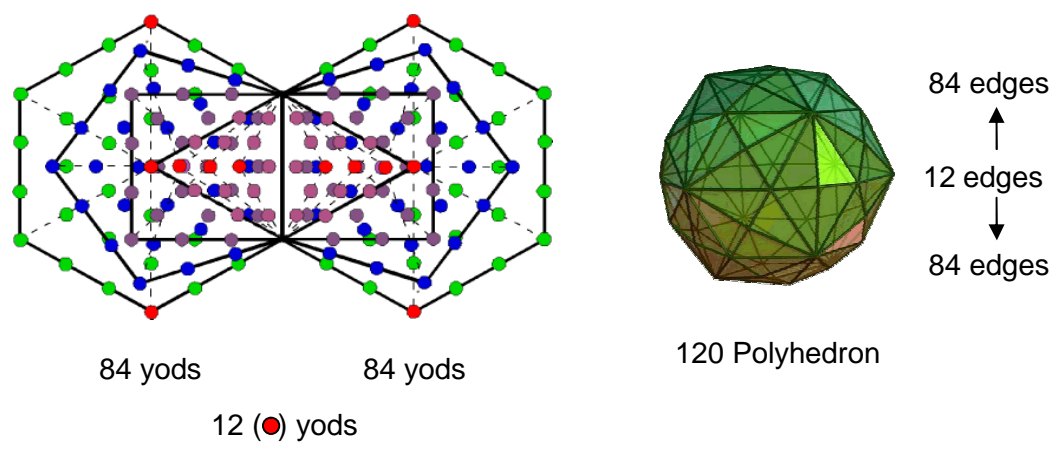 84 yods 84 yods
12 () yods
120 Polyhedron
84 edges
12 edges
84 edges